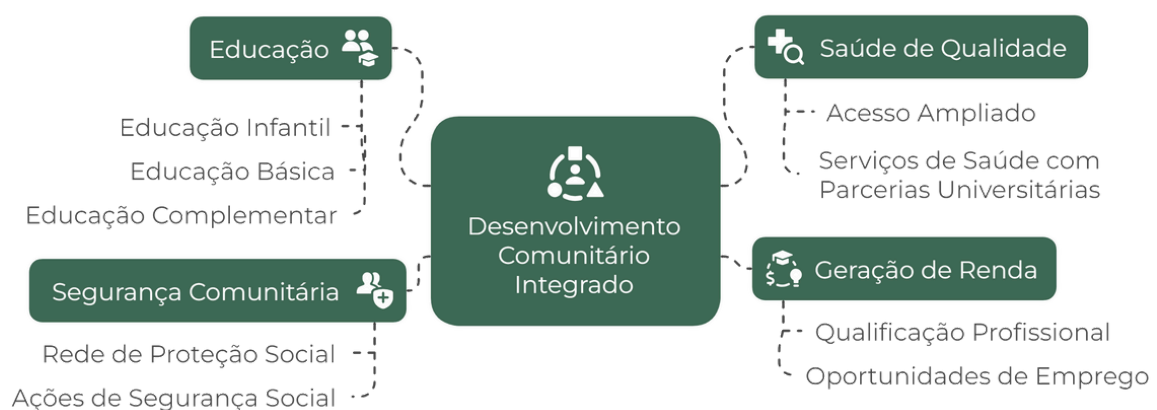 Educação
Educação Infantil
Educação Básica
Educação Complementar
Segurança Comunitária
Rede de Proteção Social
Ações de Segurança Social
Desenvolvimento
Comunitário
Integrado
Saúde de Qualidade
Acesso Ampliado
Serviços de Saúde com
Parcerias Universitárias
Geração de Renda
Qualificação Profissional
Oportunidades de Emprego